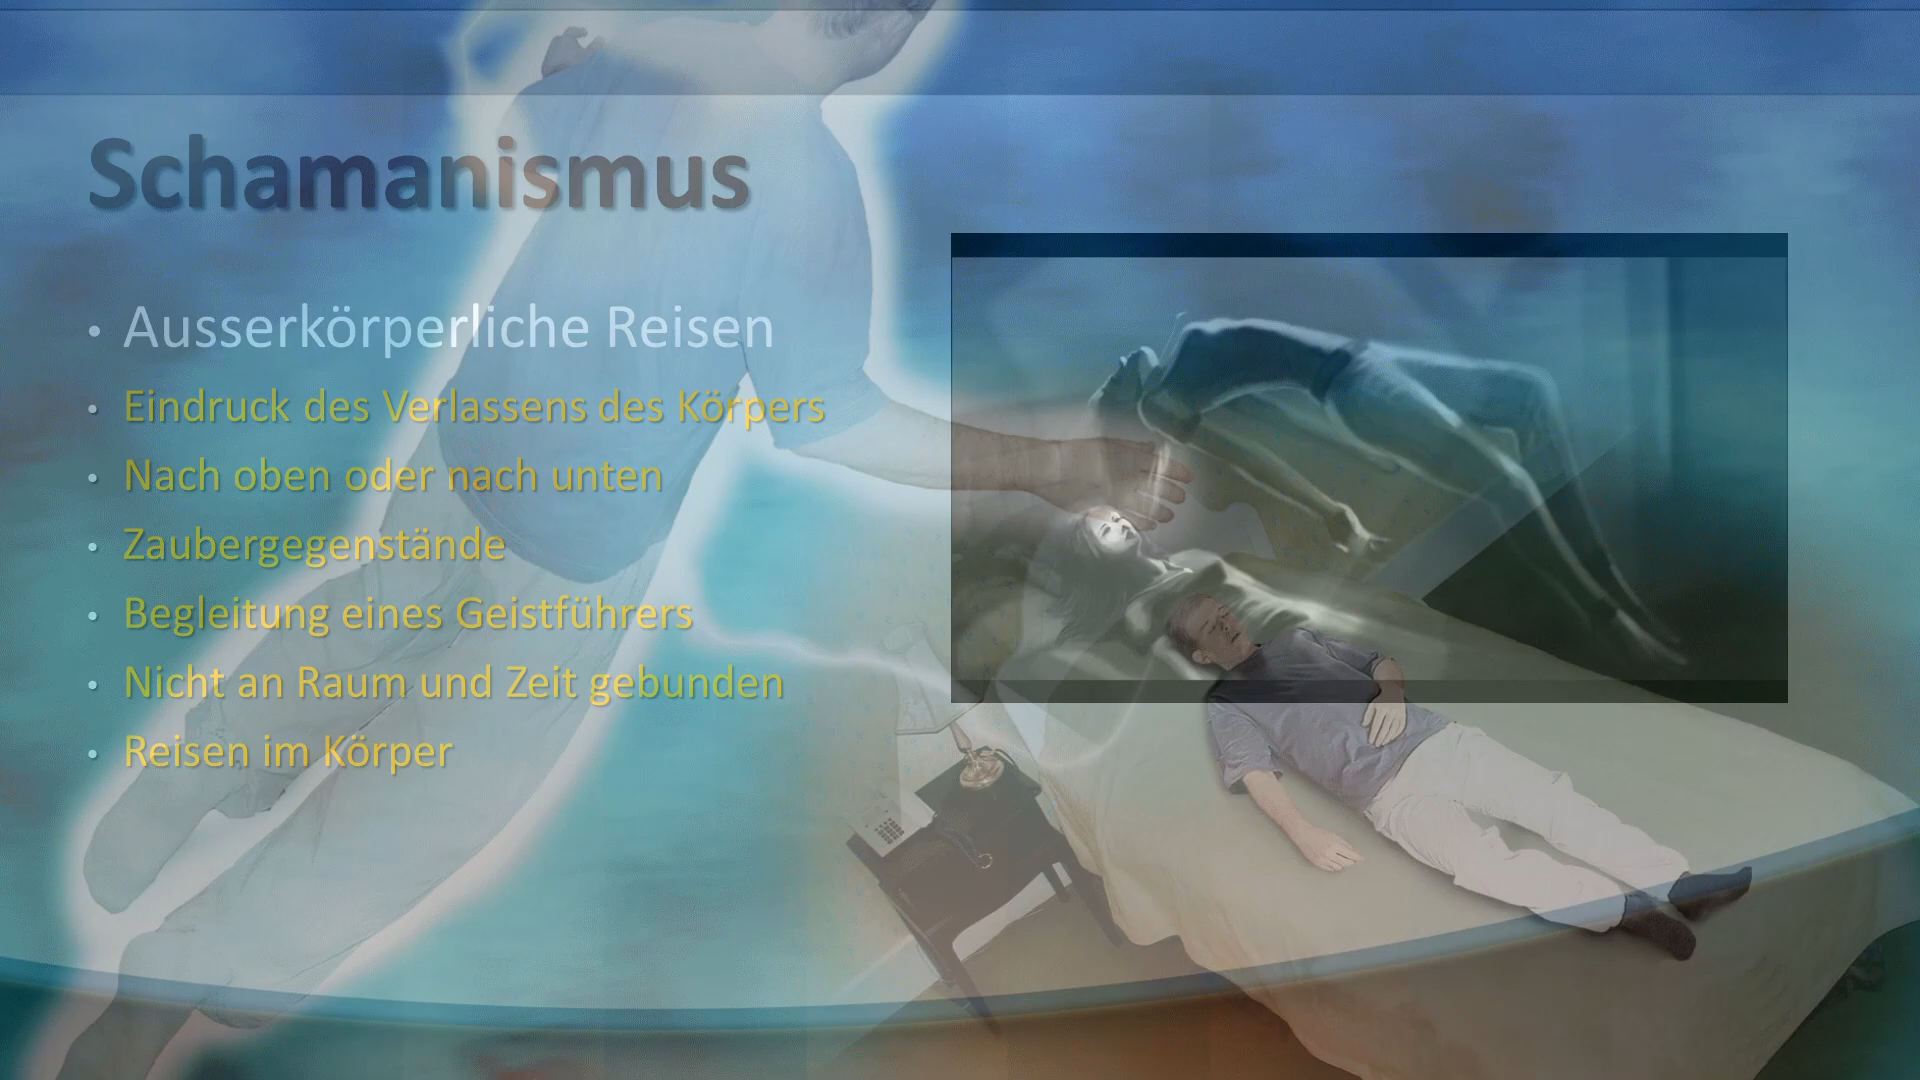 Schamanismus
• Ausserkörperliche Reisen
• Eindruck des Verlassens des Körpers
• Nach oben oder nach unten
• Zaubergegenstände
• Begleitung eines Geistführers
• Nicht an Raum und Zeit gebunden
• Reisen im Körper